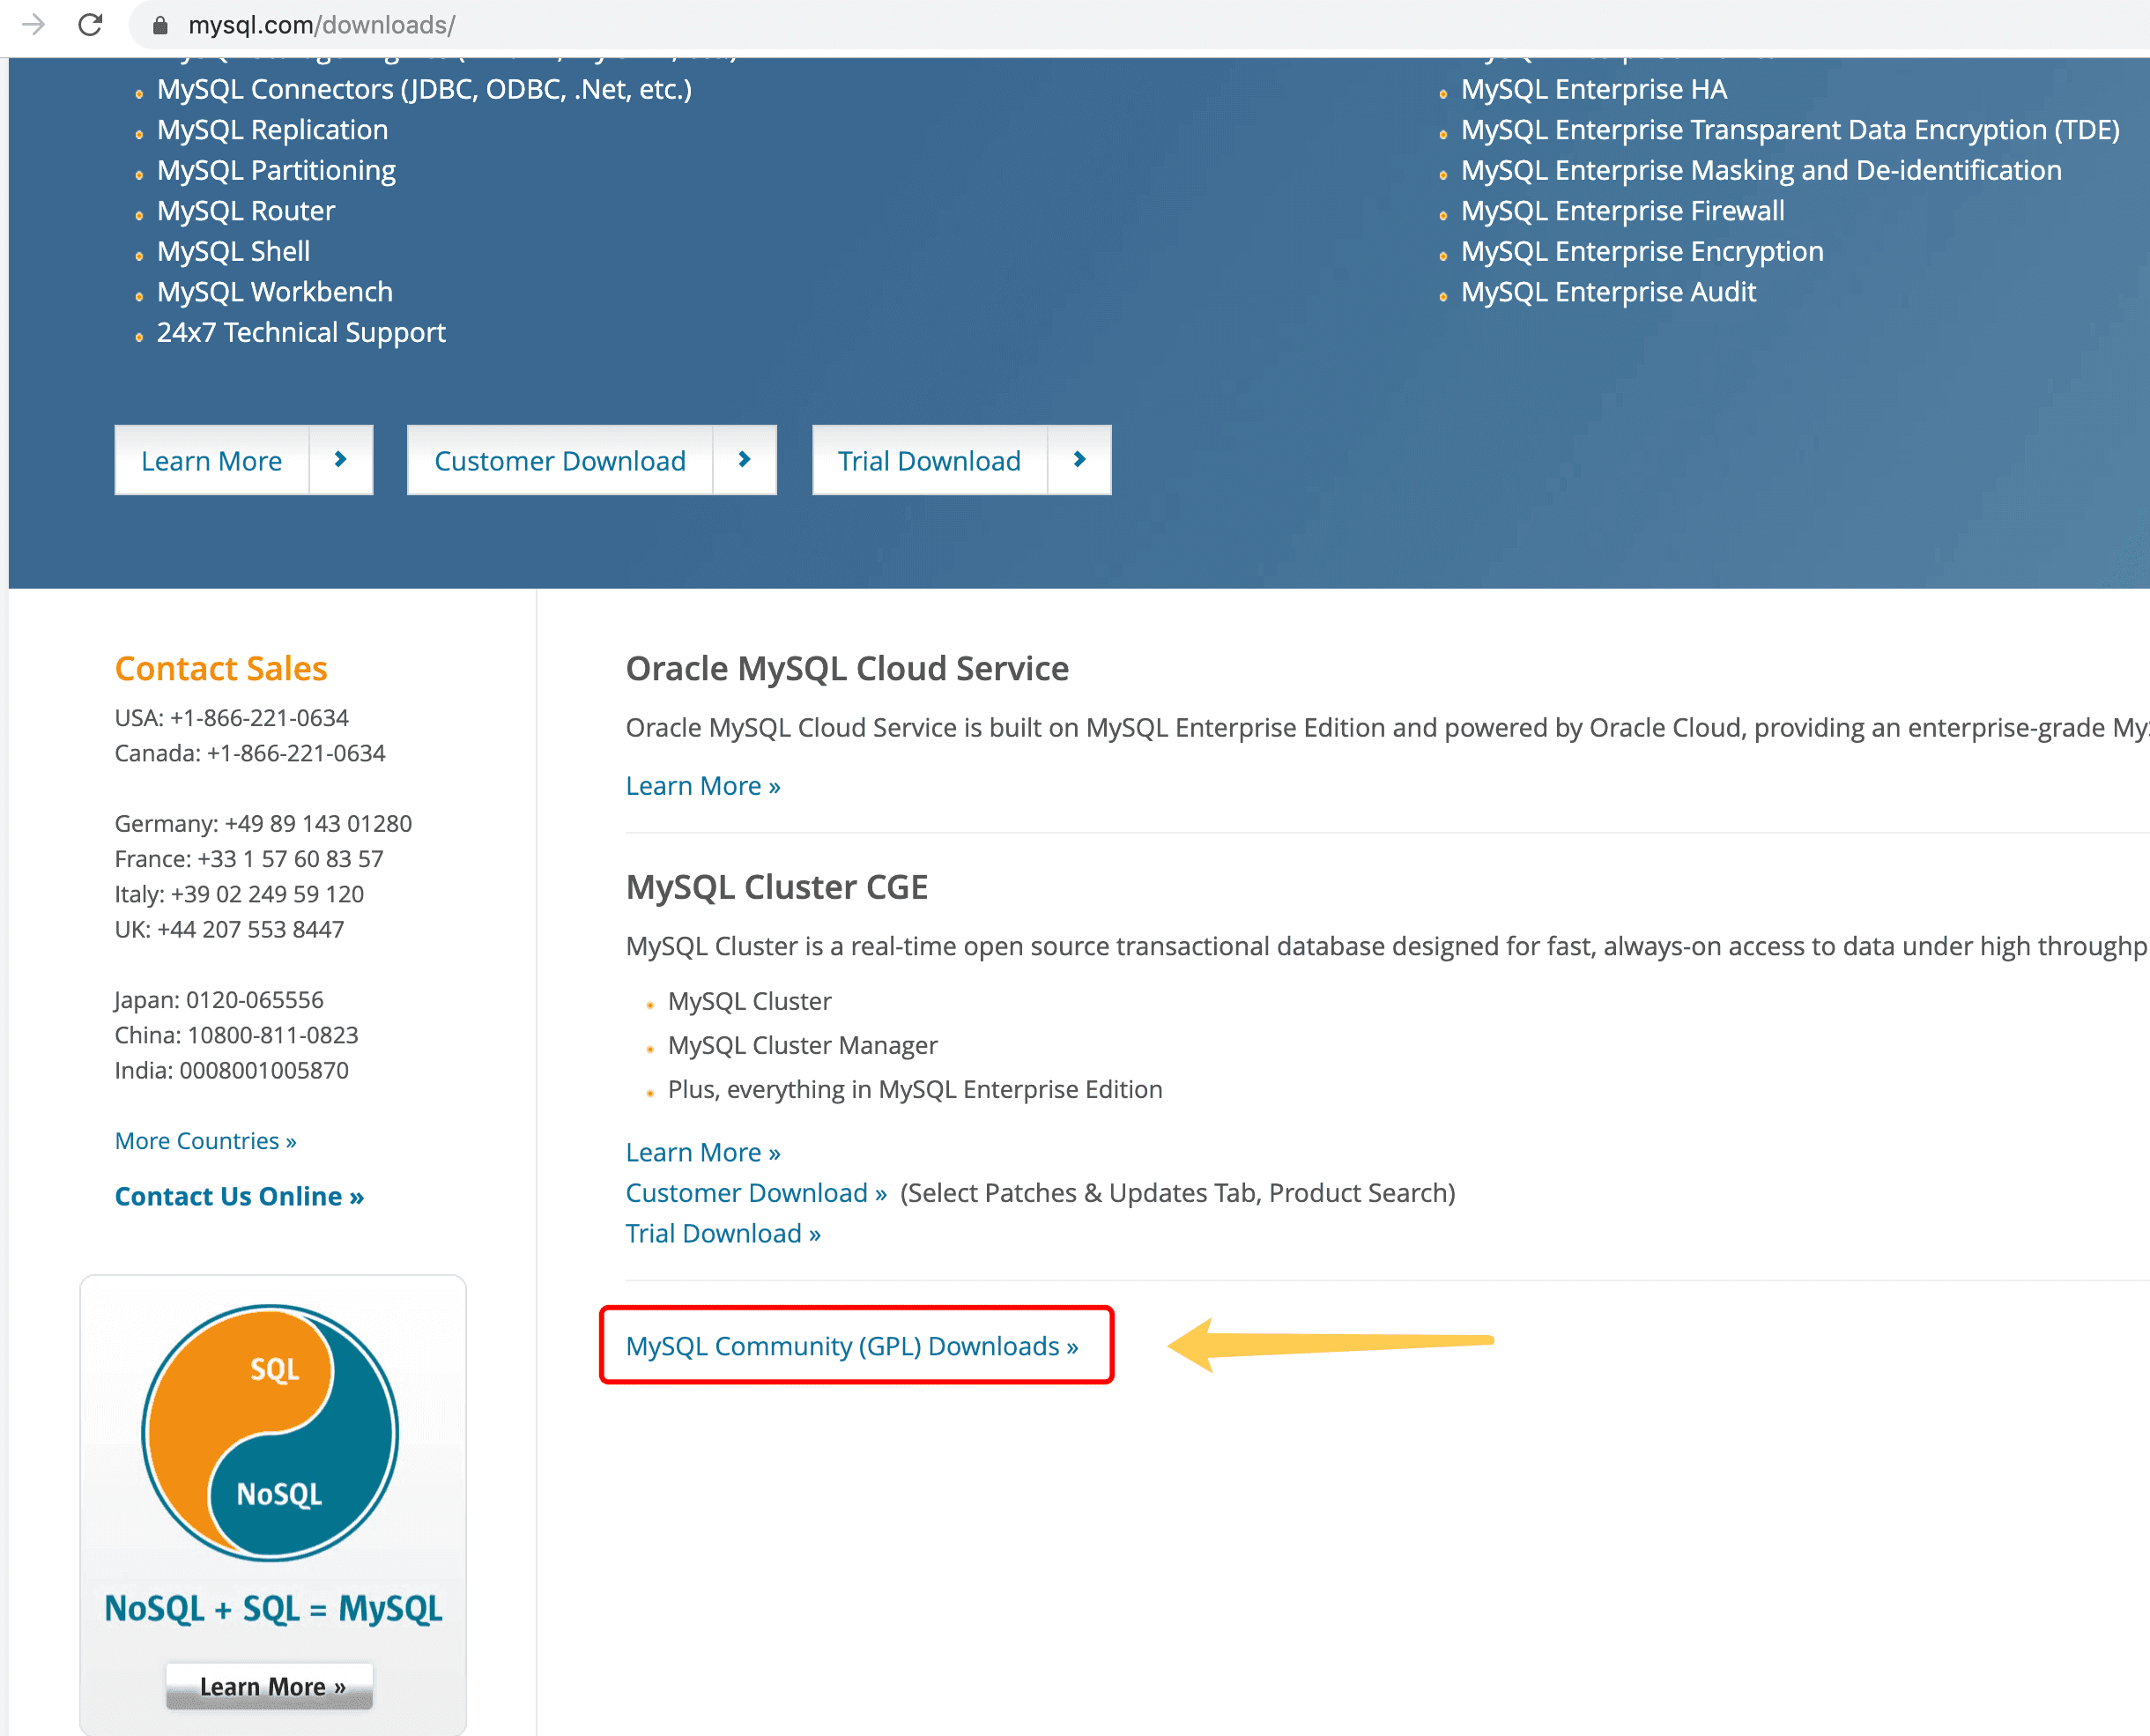 mysql.com/downloads/
MySQL Connectors (JDBC, ODBC, .Net, etc.)
MySQL Replication
MySQL Partitioning
MySQL Router
MySQL Shell
MySQL Workbench
24x7 Technical Support
MySQL Enterprise HA
MySQL Enterprise Transparent Data Encryption (TDE)
MySQL Enterprise Masking and De-identification
MySQL Enterprise Firewall
MySQL Enterprise Encryption
MySQL Enterprise Audit
Learn More
Customer Download
Trial Download
Contact Sales
USA: +1-866-221-0634
Canada: +1-866-221-0634
Germany: +49 89 143 01280
France: +33 1 57 60 83 57
Italy: +39 02 249 59 120
UK: +44 207 553 8447
Japan: 0120-065556
China: 10800-811-0823
India: 0008001005870
More Countries »
Contact Us Online »
SQL
NoSQL
NoSQL + SQL = MySQL
Learn More »
Oracle MySQL Cloud Service
Oracle MySQL Cloud Service is built on MySQL Enterprise Edition and powered by Oracle Cloud, providing an enterprise-grade
Learn More »
MySQL Cluster CGE
MySQL Cluster is a real-time open source transactional database designed for fast, always-on access to data under high
MySQL Cluster
MySQL Cluster Manager
Plus, everything in MySQL Enterprise Edition
Learn More »
Customer Download » (Select Patches & Updates Tab, Product Search)
Trial Download »
MySQL Community (GPL) Downloads »